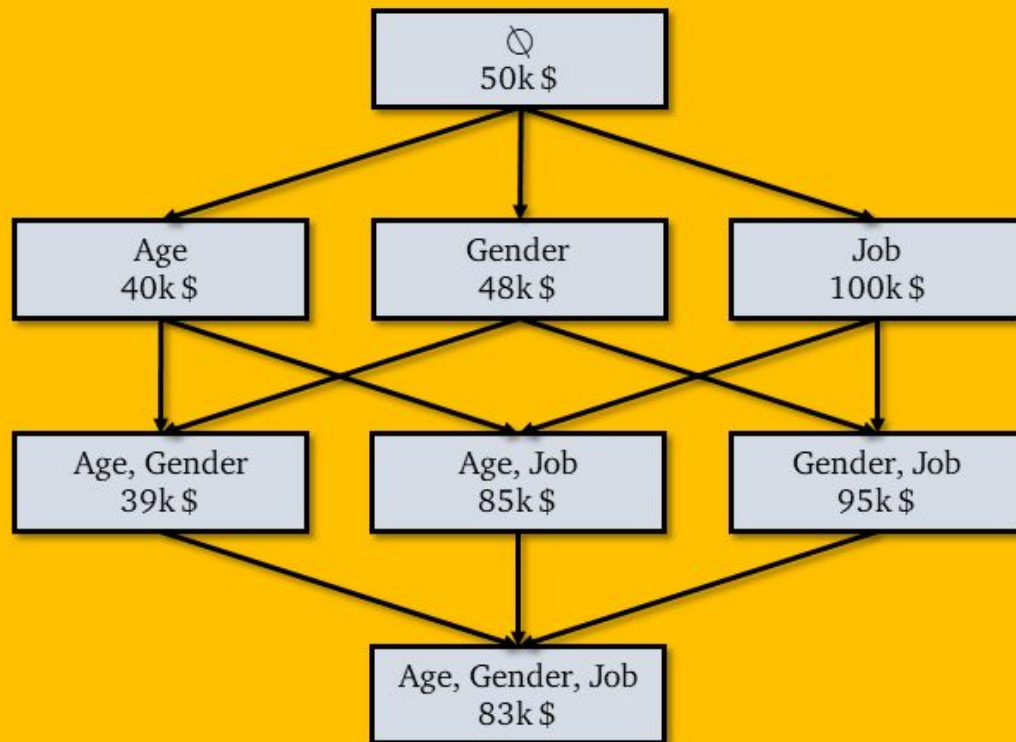 ∅
50k $
Age
40k $
Gender
48k $
Job
100k $
Age, Gender
39k $
Age, Job
85k $
Gender, Job
95k $
Age, Gender, Job
83k $